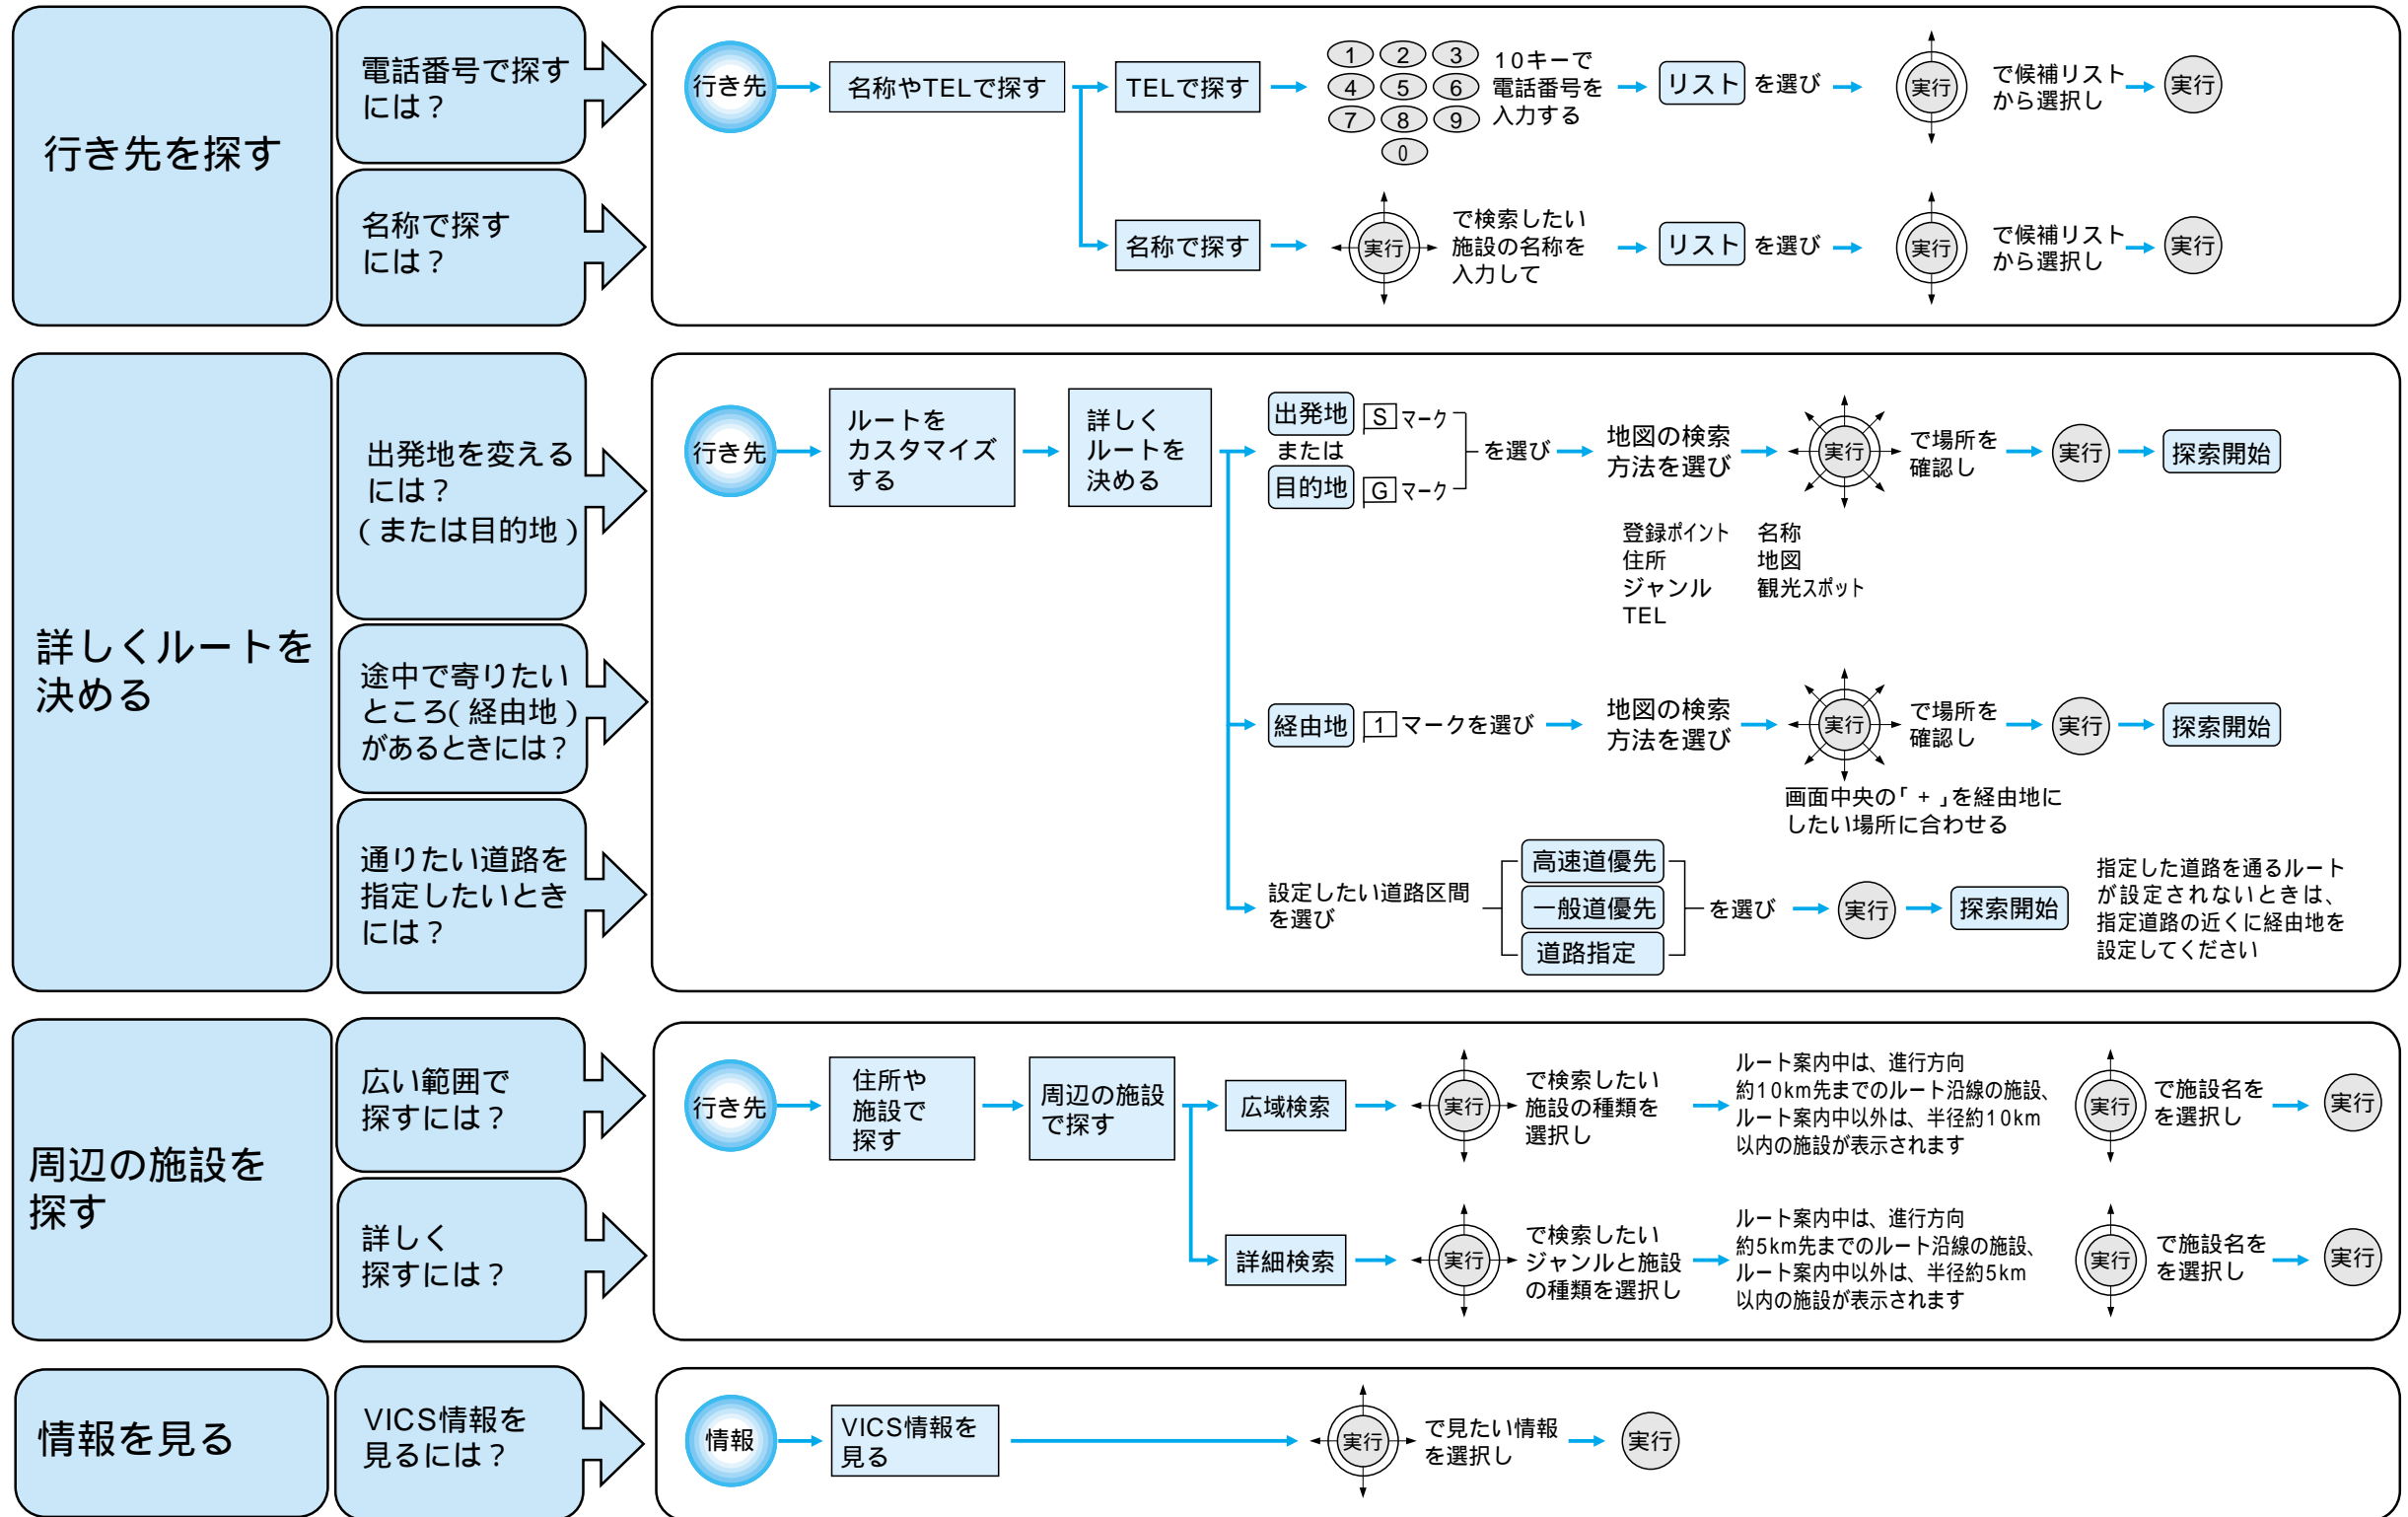 行き先を探す
電話番号で探す
には？
行き先
名称やTELで探す
TELで探す
1 2 3
4 5 6
7 8 9
0
10キーで
電話番号を
入力する
リスト を選び
実行
で候補リスト
から選択し
実行
名称で探す
には？
名称で探す
実行
で検索したい
施設の名称を
入力して
リスト を選び
実行
で候補リスト
から選択し
実行
詳しくルートを
決める
出発地を変える
には？
（または目的地）
行き先
ルートを
カスタマイズ
する
詳しく
ルートを
決める
出発地 S マーク
または
目的地 G マーク
を選び
地図の検索
方法を選び
実行
で場所を
確認し
実行
探索開始
登録ポイント 名称
住所 地図
ジャンル 観光スポット
TEL
途中で寄りたい
ところ（経由地）
があるときには？
経由地 1 マークを選び
地図の検索
方法を選び
実行
で場所を
確認し
実行
探索開始
画面中央の「+」を経由地に
したい場所に合わせる
通りたい道路を
指定したいとき
には？
設定したい道路区間
を選び
高速道優先
一般道優先
道路指定
を選び
実行
探索開始
指定した道路を通るルート
が設定されないときは、
指定道路の近くに経由地を
設定してください
周辺の施設を
探す
広い範囲で
探すには？
行き先
住所や
施設で
探す
周辺の施設
で探す
広域検索
実行
で検索したい
施設の種類を
選択し
ルート案内中は、進行方向
約10km先までのルート沿線の施設、
ルート案内中以外は、半径約10km
以内の施設が表示されます
実行
で施設名を
を選択し
実行
詳しく
探すには？
詳細検索
実行
で検索したい
ジャンルと施設
の種類を選択し
ルート案内中は、進行方向
約5km先までのルート沿線の施設、
ルート案内中以外は、半径約5km
以内の施設が表示されます
実行
で施設名を
を選択し
実行
情報を見る
VICS情報を
見るには？
情報
VICS情報を
見る
実行
で見たい情報
を選択し
実行